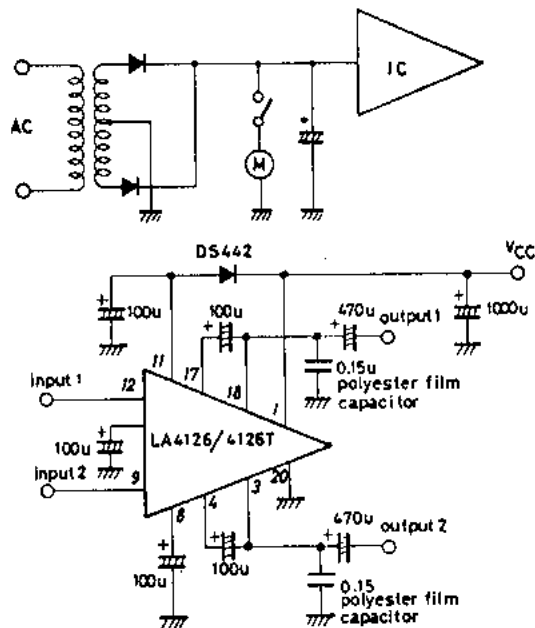 AC
M
IC
DS442
VCC
+
100u
+
100u
+
470u
output1
+
1000u
11
17
18
1
0.15u
polyester film
capacitor
input 1
12
LA4126/4126T
+
100u
input 2
9
8
4
3
20
+
100u
+
100u
+
470u
output 2
0.15
polyester film
capacitor